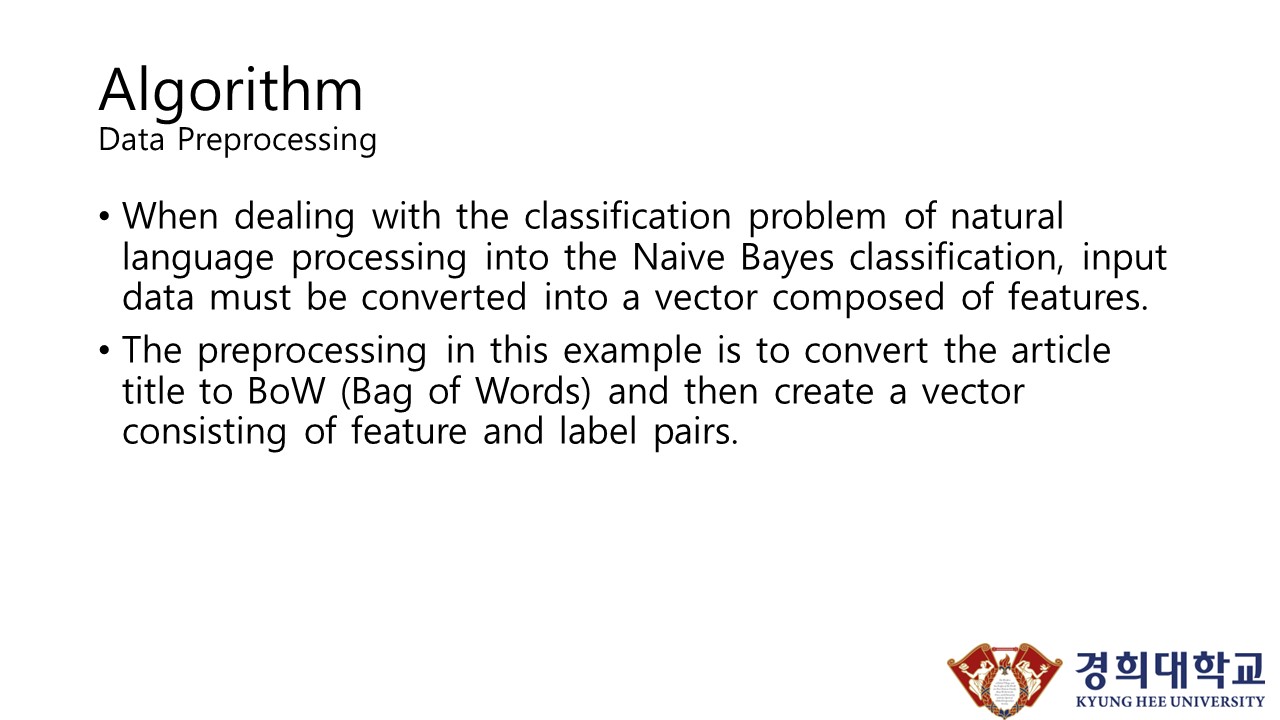 Algorithm
Data Preprocessing
• When dealing with the classification problem of natural
language processing into the Naive Bayes classification, input
data must be converted into a vector composed of features.
• The preprocessing in this example is to convert the article
title to BoW (Bag of Words) and then create a vector
consisting of feature and label pairs.
경희대학교
KYUNG HEE UNIVERSITY